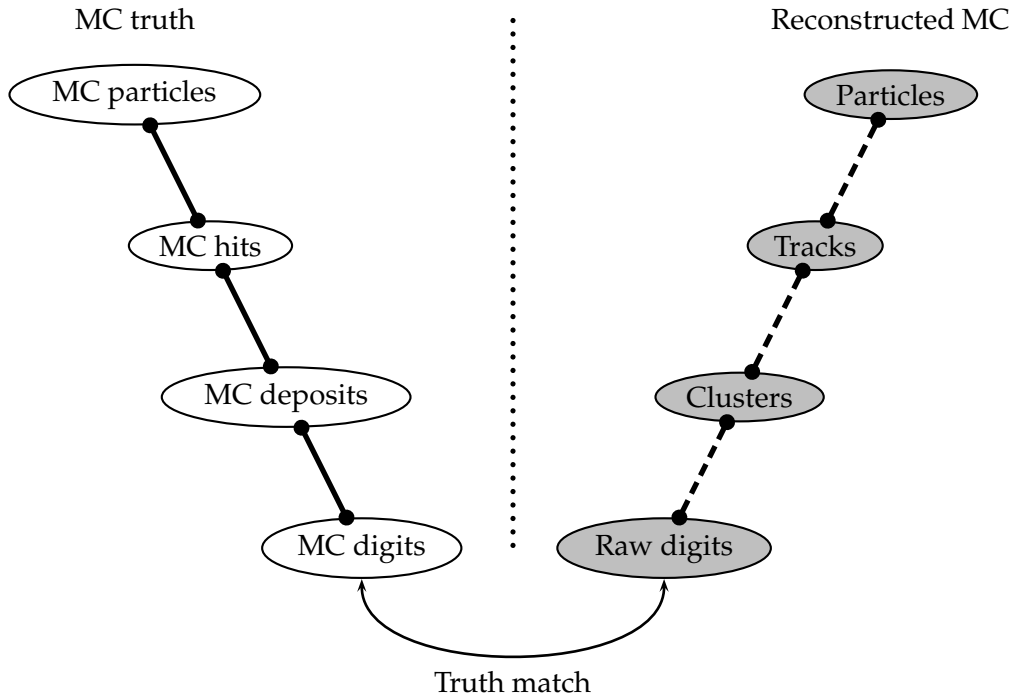 MC truth
Reconstructed MC
MC particles
Particles
MC hits
Tracks
MC deposits
Clusters
MC digits
Raw digits
Truth match